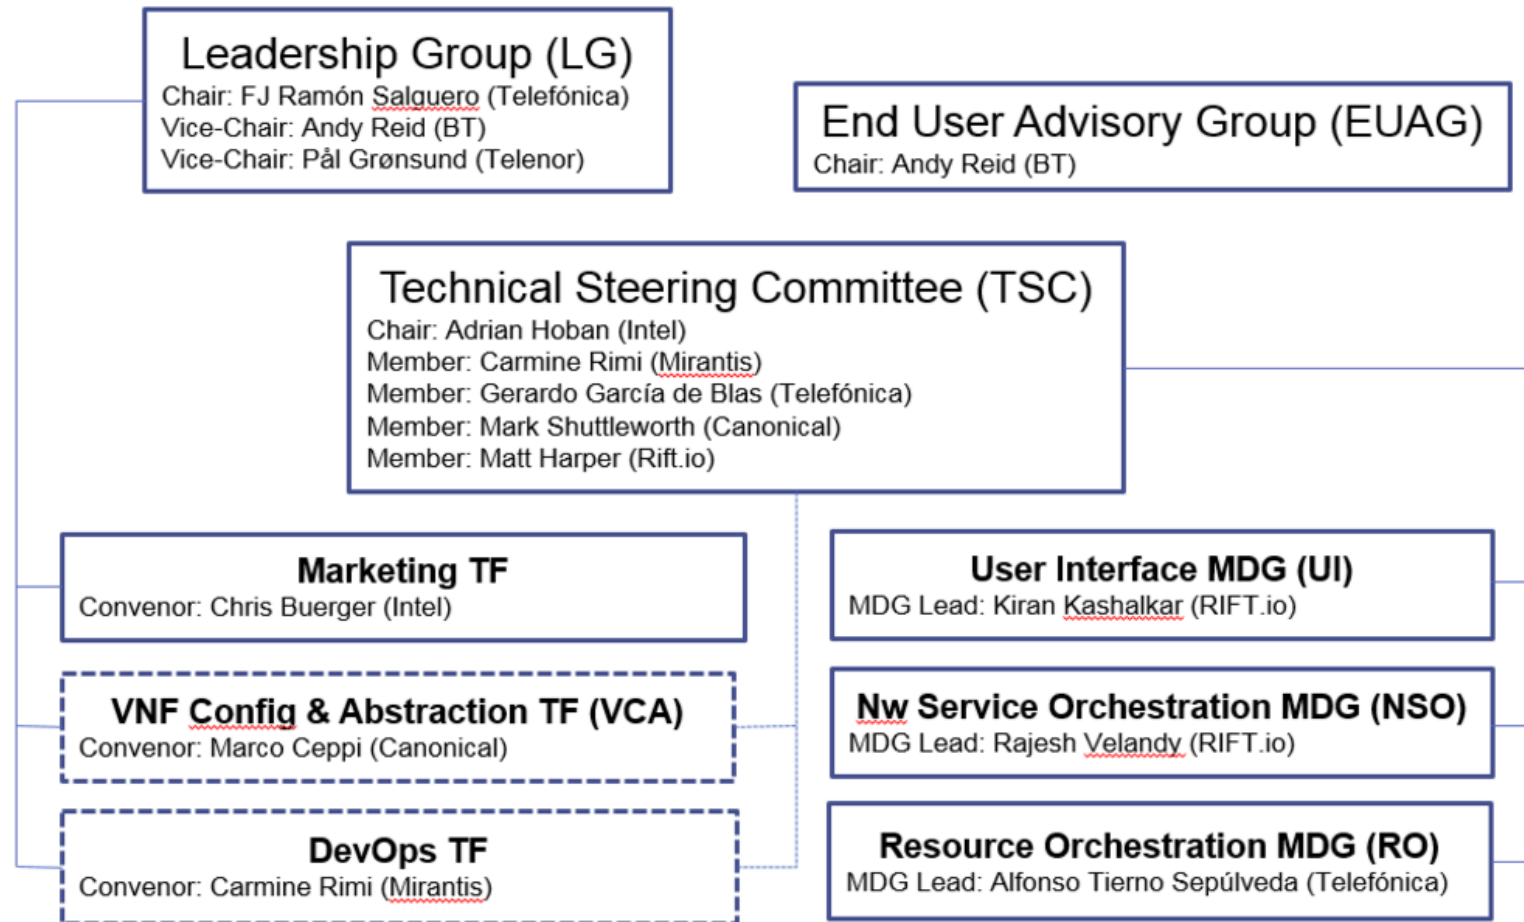 Leadership Group (LG)
Chair: FJ Ramón Salguero (Telefónica)
Vice-Chair: Andy Reid (BT)
Vice-Chair: Pål Grønsund (Telenor)
End User Advisory Group (EUAG)
Chair: Andy Reid (BT)
Technical Steering Committee (TSC)
Chair: Adrian Hoban (Intel)
Member: Carmine Rimi (Mirantis)
Member: Gerardo García de Blas (Telefónica)
Member: Mark Shuttleworth (Canonical)
Member: Matt Harper (Rift.io)
Marketing TF
Convenor: Chris Buerger (Intel)
VNF Config & Abstraction TF (VCA)
Convenor: Marco Ceppi (Canonical)
DevOps TF
Convenor: Carmine Rimi (Mirantis)
User Interface MDG (UI)
MDG Lead: Kiran Kashalkar (RIFT.io)
Nw Service Orchestration MDG (NSO)
MDG Lead: Rajesh Velandy (RIFT.io)
Resource Orchestration MDG (RO)
MDG Lead: Alfonso Tierno Sepúlveda (Telefónica)